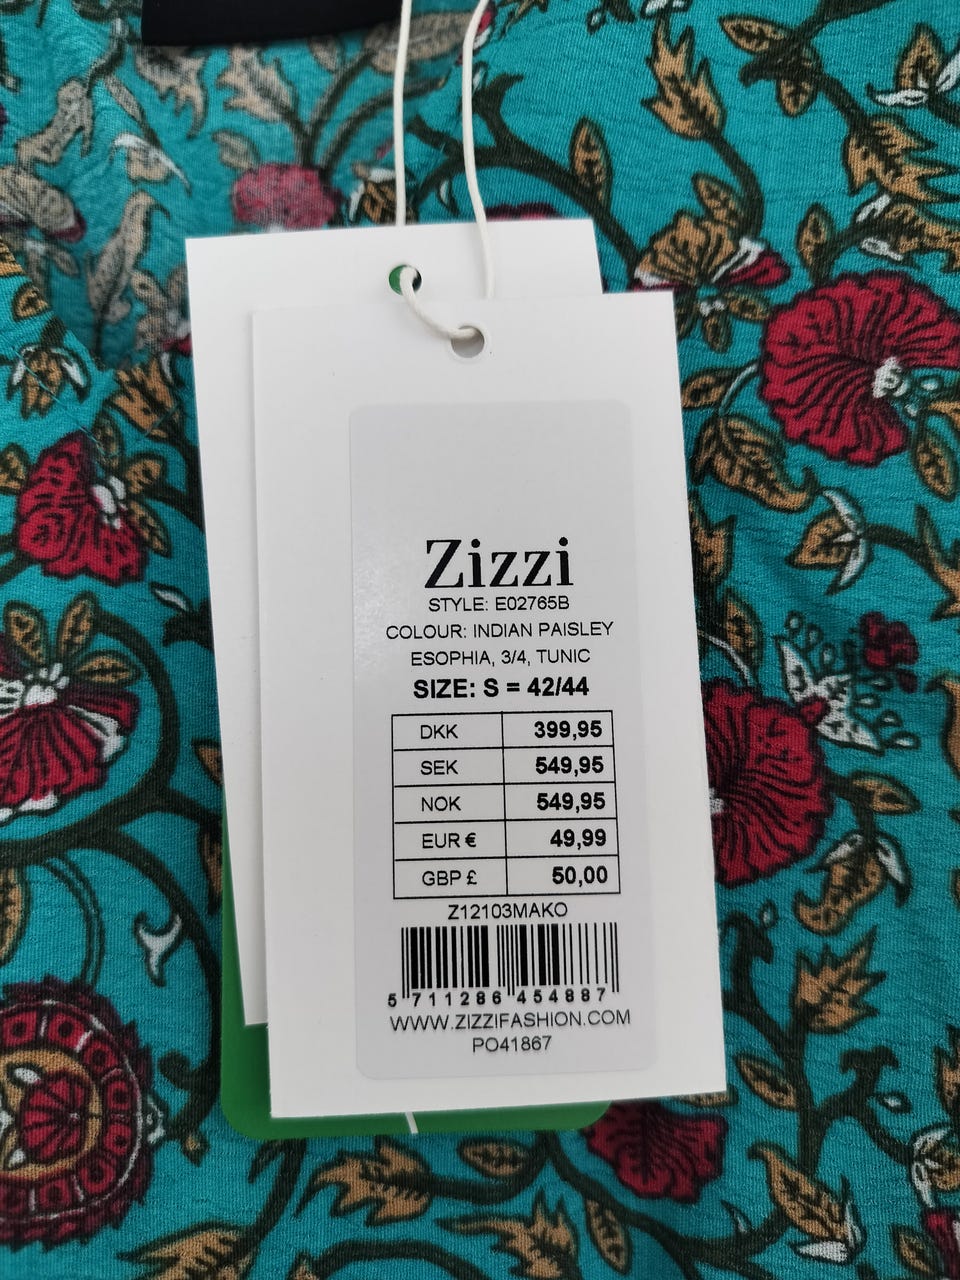 Zizzi
STYLE: E02765B
COLOUR: INDIAN PAISLEY
ESOPHIA, 3/4, TUNIC
SIZE: S = 42/44
DKK 399,95
SEK 549,95
NOK 549,95
EUR € 49,99
GBP £ 50,00
Z12103MAKO
5 711286 454887
WWW.ZIZZIFASHION.COM
PO41867